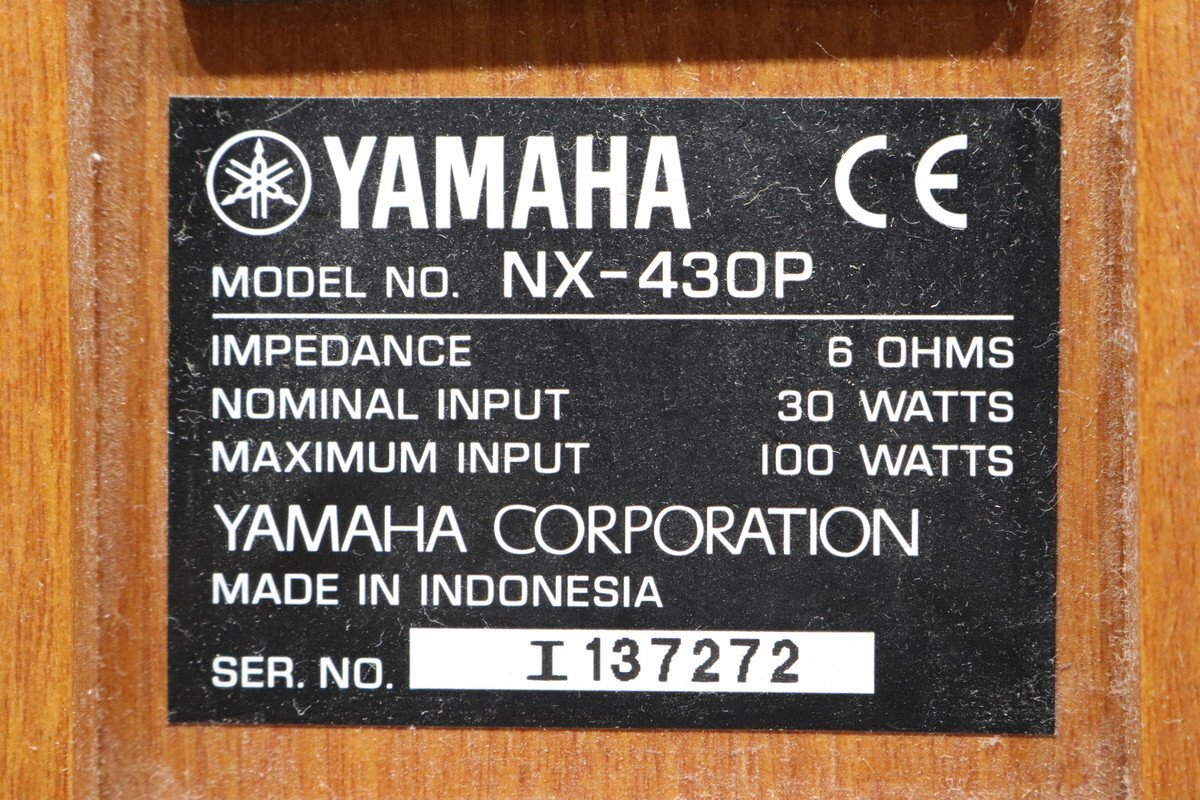 YAMAHA CE
MODEL NO. NX-430P
IMPEDANCE 6 OHMS
NOMINAL INPUT 30 WATTS
MAXIMUM INPUT 100 WATTS
YAMAHA CORPORATION
MADE IN INDONESIA
SER. NO. I137272